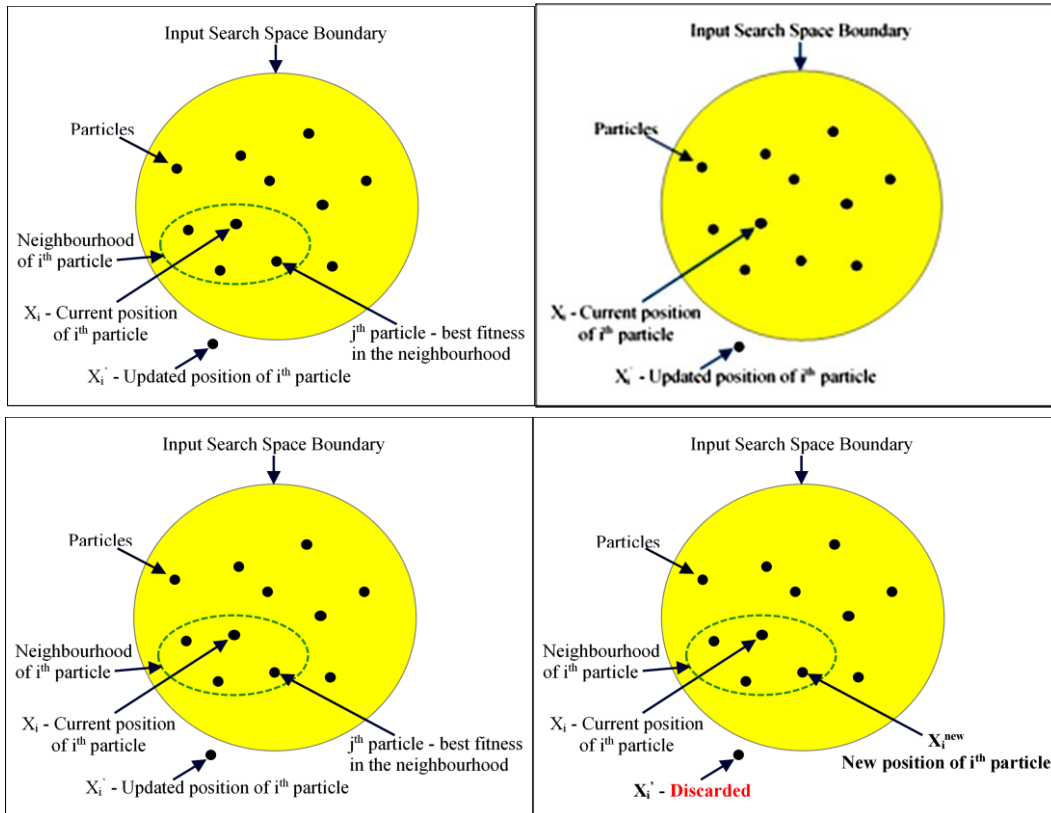 Input Search Space Boundary
Particles
Neighbourhood
of iᵗʰ particle
Xᵢ - Current position
of iᵗʰ particle
jᵗʰ particle - best fitness
in the neighbourhood
Xᵢ' - Updated position of iᵗʰ particle
Input Search Space Boundary
Particles
Xᵢ - Current position
of iᵗʰ particle
Xᵢ' - Updated position of iᵗʰ particle
Input Search Space Boundary
Particles
Neighbourhood
of iᵗʰ particle
Xᵢ - Current position
of iᵗʰ particle
jᵗʰ particle - best fitness
in the neighbourhood
Xᵢ' - Updated position of iᵗʰ particle
Input Search Space Boundary
Particles
Neighbourhood
of iᵗʰ particle
Xᵢ - Current position
of iᵗʰ particle
Xᵢⁿᵉʷ
New position of iᵗʰ particle
Xᵢ' - Discarded